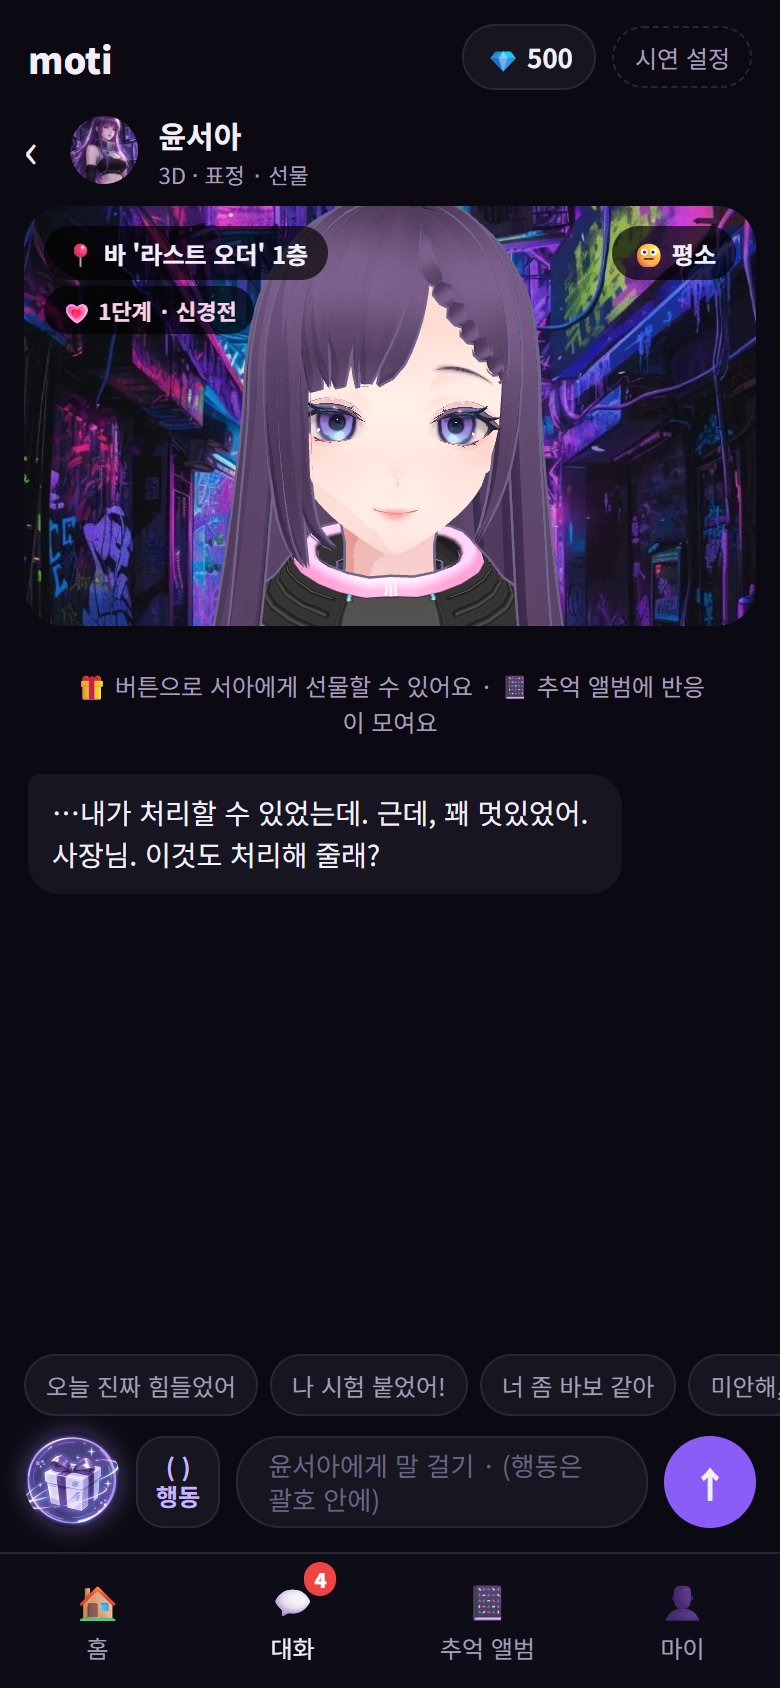 moti
💎 500
시연 설정
‹
윤서아
3D · 표정 · 선물
📍 바 '라스트 오더' 1층
😐 평소
💗 1단계 · 신경전
🎁 버튼으로 서아에게 선물할 수 있어요 · 추억 앨범에 반응
이 모여요
…내가 처리할 수 있었는데. 근데, 꽤 멋있었어.
사장님. 이것도 처리해 줄래?
오늘 진짜 힘들었어
나 시험 붙었어!
너 좀 바보 같아
미안해,
( )
행동
윤서아에게 말 걸기 · (행동은
괄호 안에)
↑
4
홈
대화
추억 앨범
마이